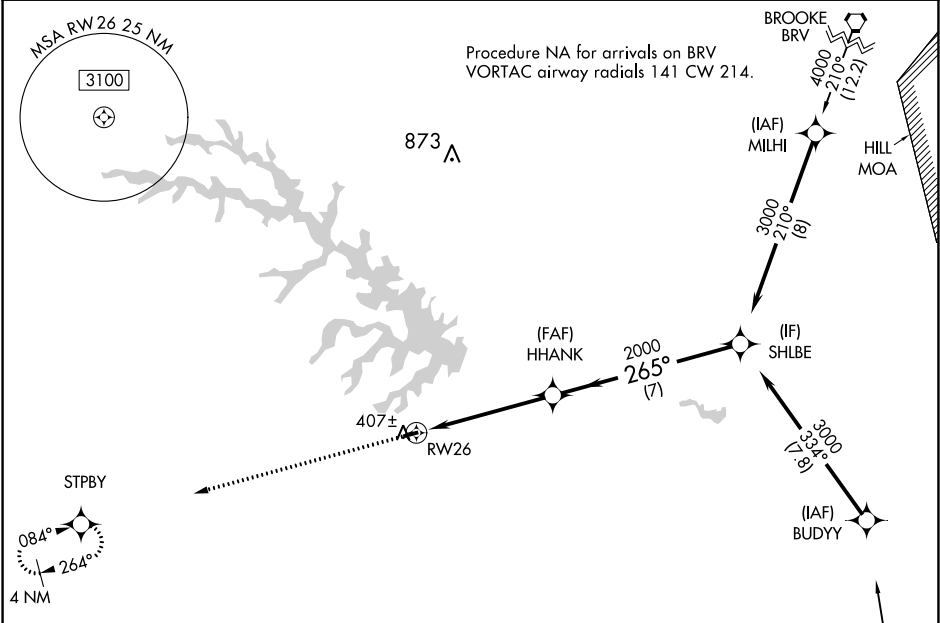 MSA RW26 25 NM
3100
Procedure NA for arrivals on BRV
VORTAC airway radials 141 CW 214.
BROOKE
BRV
4000
210°
(12.2)
873
(IAF)
MILHI
HILL
MOA
3000
210°
(8)
(IF)
SHLBE
(FAF)
HHANK
2000
265°
(7)
407±
RW26
3000
334°
(7.8)
(IAF)
BUDYY
STPBY
084°
264°
4 NM